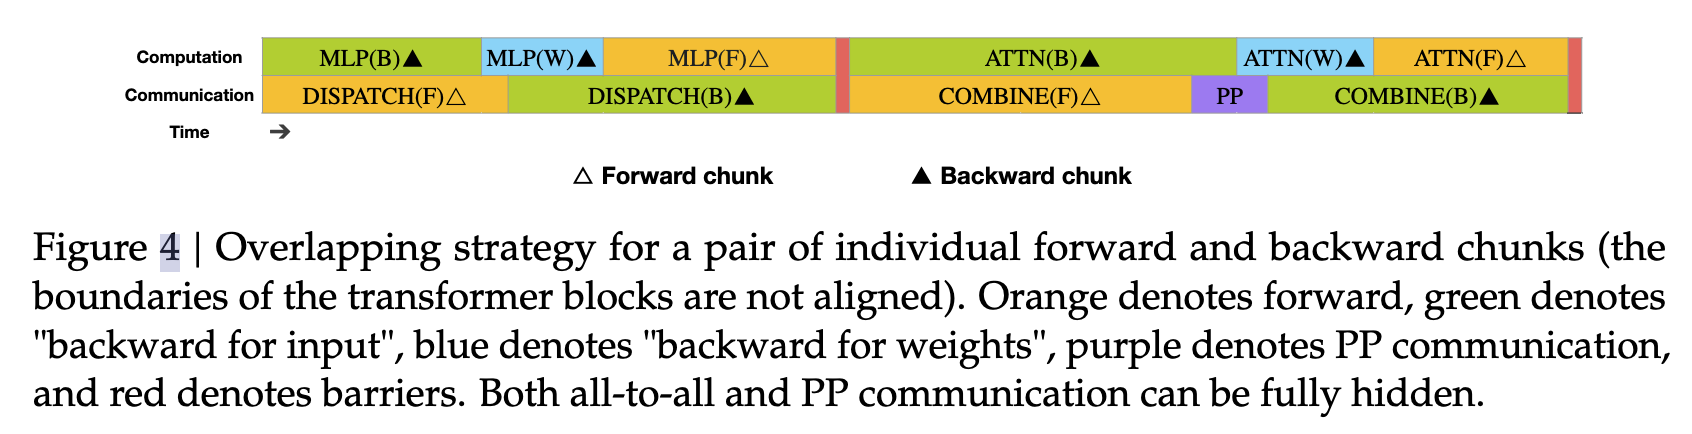 Computation MLP(B)▲ MLP(W)▲ MLP(F)△ ATTN(B)▲ ATTN(W)▲ ATTN(F)△
Communication DISPATCH(F)△ DISPATCH(B)▲ COMBINE(F)△ PP COMBINE(B)▲
Time →
△ Forward chunk ▲ Backward chunk
Figure 4 | Overlapping strategy for a pair of individual forward and backward chunks (the
boundaries of the transformer blocks are not aligned). Orange denotes forward, green denotes
"backward for input", blue denotes "backward for weights", purple denotes PP communication,
and red denotes barriers. Both all-to-all and PP communication can be fully hidden.